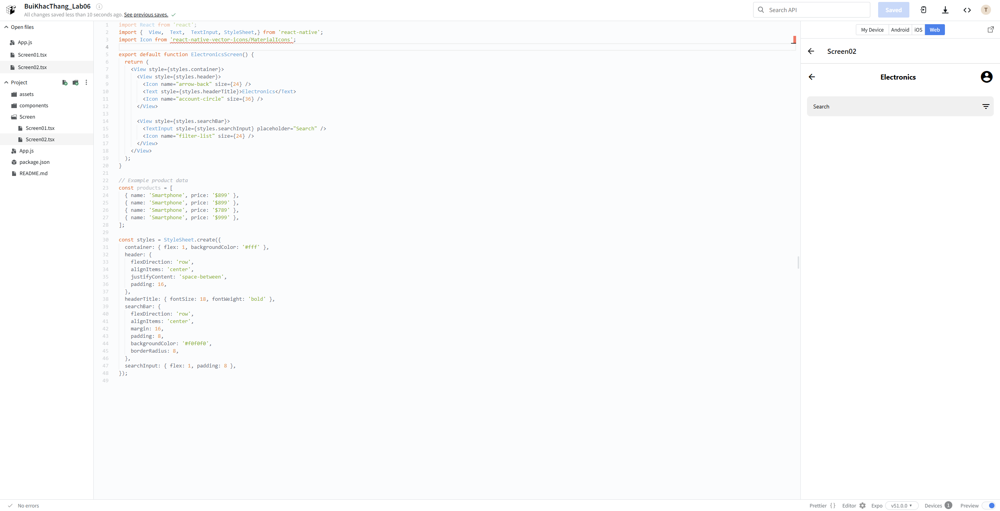 BuiKhacThang_Lab06
All changes saved less than 10 seconds ago. See previous saves.
Search API
Saved
T
Open files
App.js
Screen01.tsx
Screen02.tsx
Project
assets
components
Screen
Screen01.tsx
Screen02.tsx
App.js
package.json
README.md
1 import React from 'react';
2 import {  View,  Text,  TextInput, StyleSheet,} from 'react-native';
3 import Icon from 'react-native-vector-icons/MaterialIcons';
4
5 export default function ElectronicsScreen() {
6   return (
7     <View style={styles.container}>
8       <View style={styles.header}>
9         <Icon name="arrow-back" size={24} />
10         <Text style={styles.headerTitle}>Electronics</Text>
11         <Icon name="account-circle" size={36} />
12       </View>
13
14       <View style={styles.searchBar}>
15         <TextInput style={styles.searchInput} placeholder="Search" />
16         <Icon name="filter-list" size={24} />
17       </View>
18     </View>
19   );
20 }
21
22 // Example product data
23 const products = [
24   { name: 'Smartphone', price: '$899' },
25   { name: 'Smartphone', price: '$899' },
26   { name: 'Smartphone', price: '$789' },
27   { name: 'Smartphone', price: '$999' },
28 ];
29
30 const styles = StyleSheet.create({
31   container: { flex: 1, backgroundColor: '#fff' },
32   header: {
33     flexDirection: 'row',
34     alignItems: 'center',
35     justifyContent: 'space-between',
36     padding: 16,
37   },
38   headerTitle: { fontSize: 18, fontWeight: 'bold' },
39   searchBar: {
40     flexDirection: 'row',
41     alignItems: 'center',
42     margin: 16,
43     padding: 8,
44     backgroundColor: '#f0f0f0',
45     borderRadius: 8,
46   },
47   searchInput: { flex: 1, padding: 8 },
48 });
49
My Device Android iOS Web
Screen02
Electronics
Search
No errors
Prettier {} Editor Expo v51.0.0 Devices 1 Preview